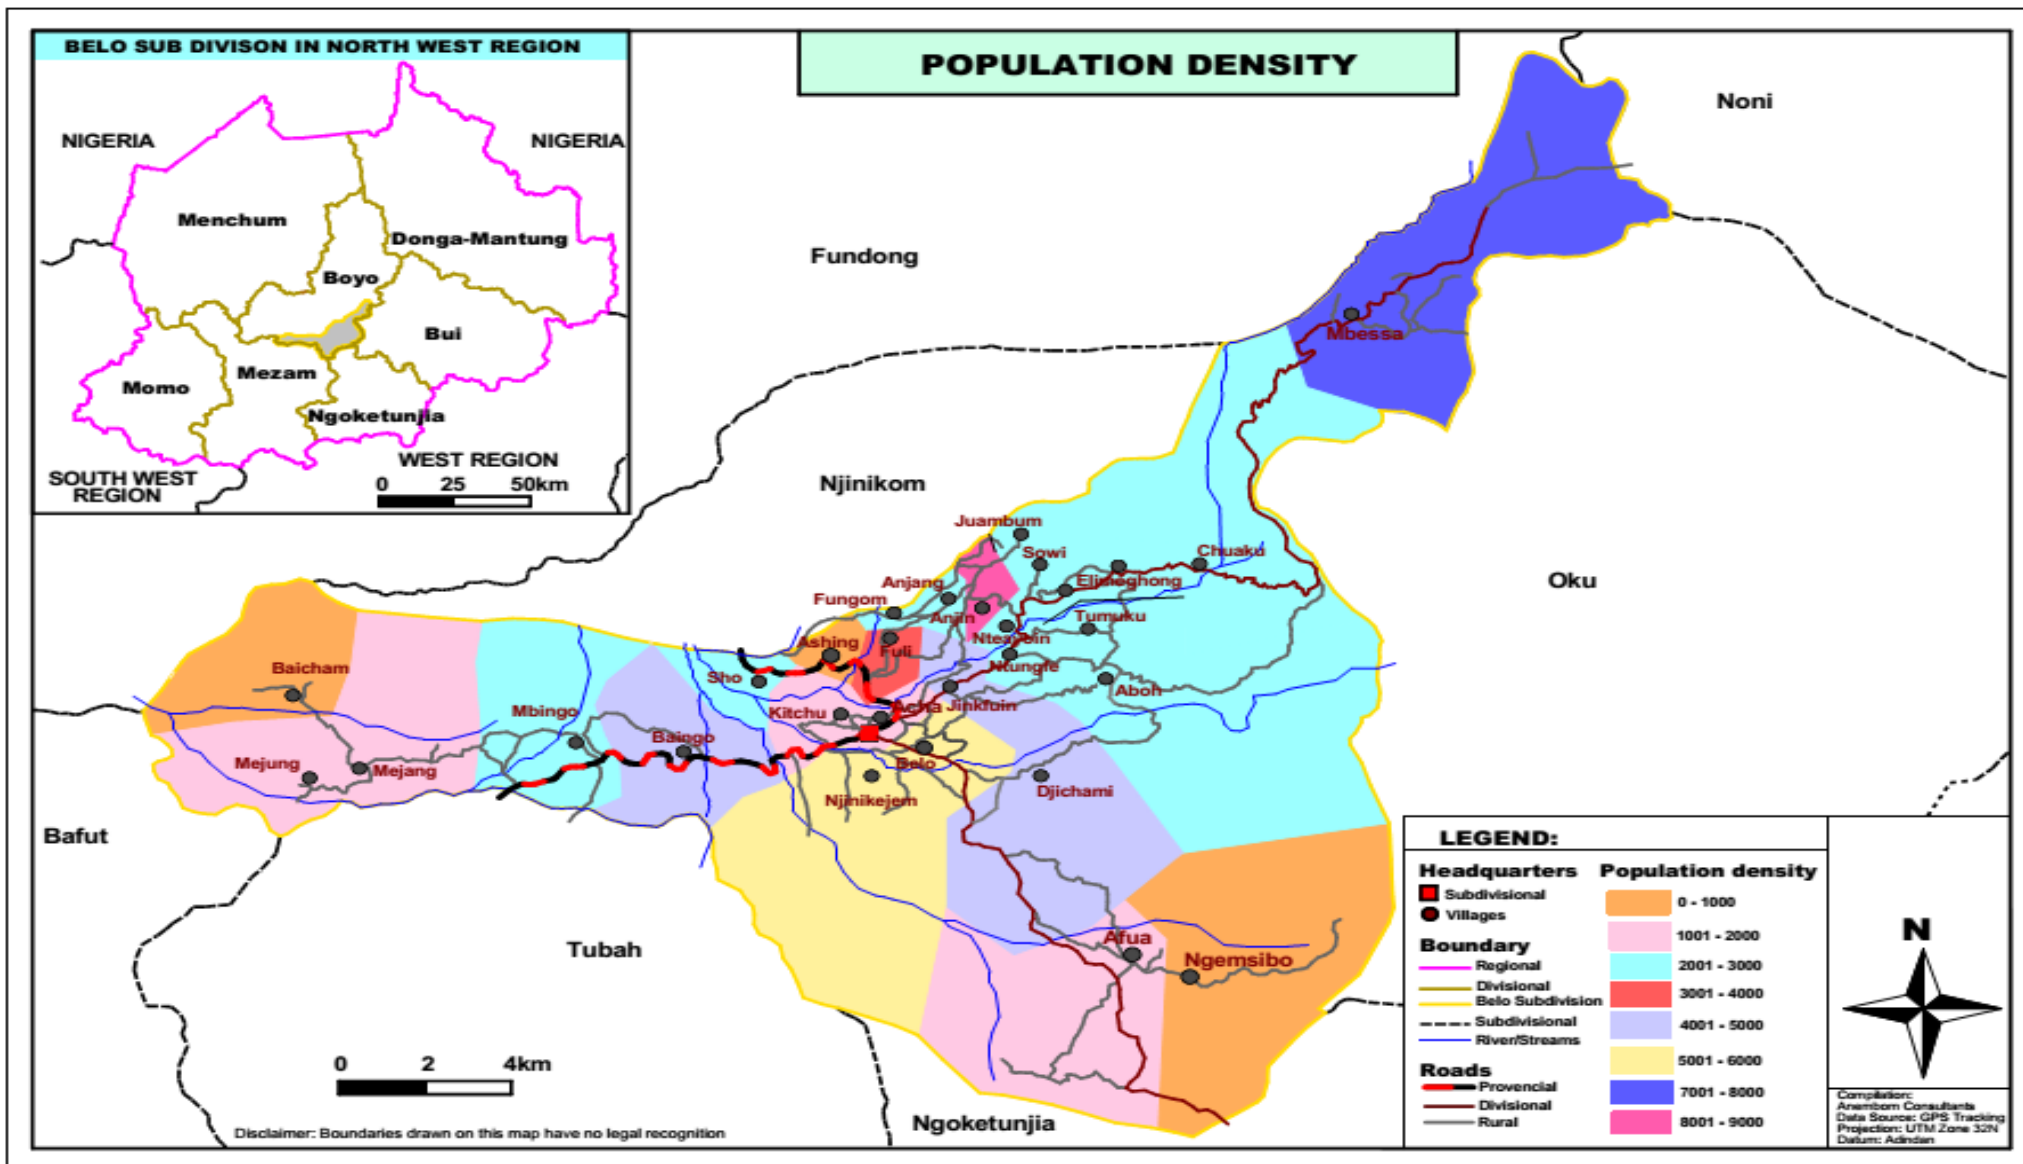 BELO SUB DIVISON IN NORTH WEST REGION
NIGERIA
NIGERIA
Menchum
Donga-Mantung
Boyo
Bui
Mezam
Momo
Ngoketunjia
WEST REGION
SOUTH WEST
REGION
0 25 50km
POPULATION DENSITY
Noni
Fundong
Mbessa
Njinikom
Juambum
Sowi
Chuaku
Elimoghong
Anjang
Fungom
Anjin
Tumuku
Oku
Ashing
Fuli
Ntungfe
Baicham
Sho
Aboh
Kitchu
Acha
Jinkfuin
Mbingo
Baingo
Mejung
Mejang
Belo
Njinikejem
Djichami
Bafut
Tubah
Afua
Ngemsibo
0 2 4km
Ngoketunjia
Disclaimer: Boundaries drawn on this map have no legal recognition
LEGEND:
Headquarters
Subdivisional
Villages
Boundary
Regional
Divisional
Belo Subdivision
Subdivisional
River/Streams
Roads
Provencial
Divisional
Rural
Population density
0 - 1000
1001 - 2000
2001 - 3000
3001 - 4000
4001 - 5000
5001 - 6000
7001 - 8000
8001 - 9000
N
Compilation:
Anembom Consultants
Data Source: GPS Tracking
Projection: UTM Zone 32N
Datum: Adindan